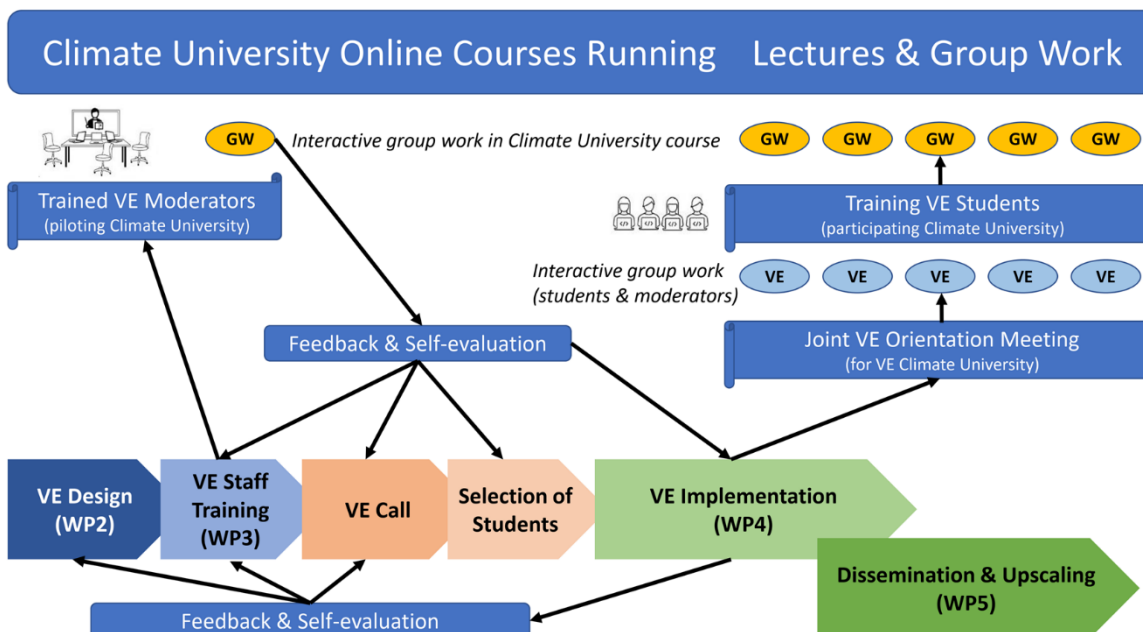 Climate University Online Courses Running Lectures & Group Work
GW
Interactive group work in Climate University course
GW GW GW GW GW
Trained VE Moderators
(piloting Climate University)
Training VE Students
(participating Climate University)
Interactive group work
(students & moderators)
VE VE VE VE VE
Feedback & Self-evaluation
Joint VE Orientation Meeting
(for VE Climate University)
VE Design
(WP2)
VE Staff
Training
(WP3)
VE Call
Selection of
Students
VE Implementation
(WP4)
Dissemination & Upscaling
(WP5)
Feedback & Self-evaluation